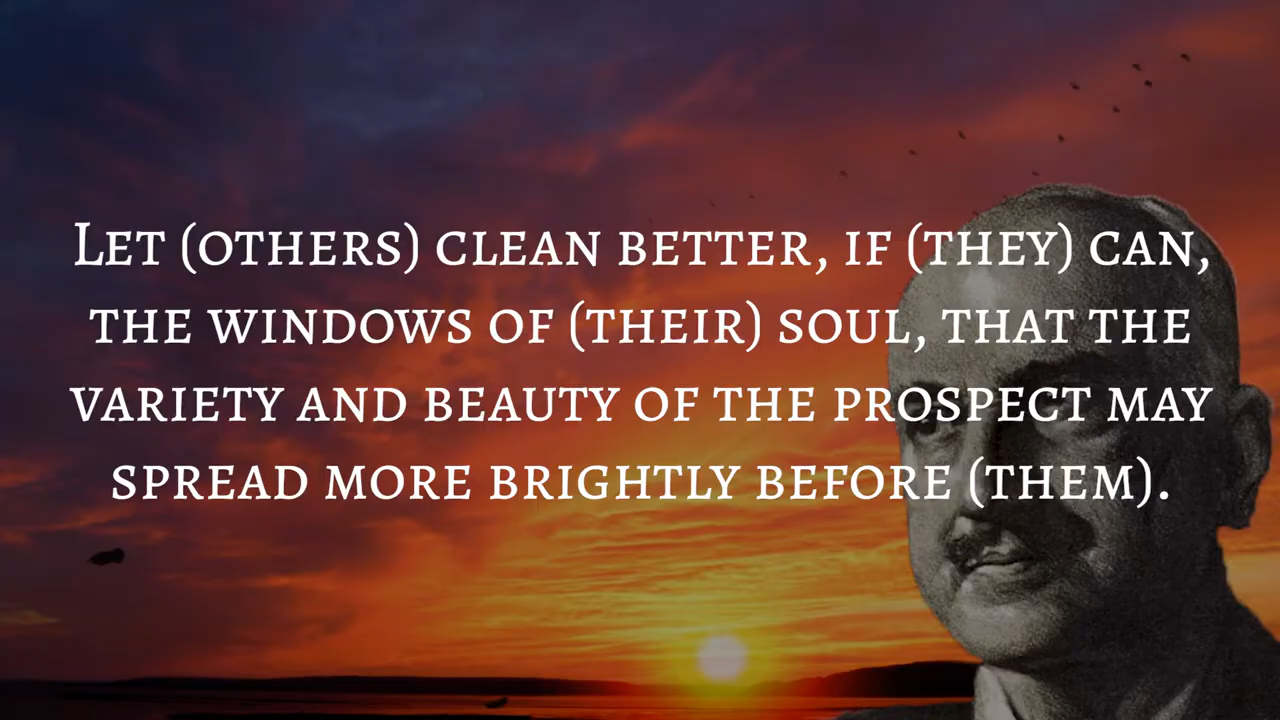 Let (others) clean better, if (they) can,
the windows of (their) soul, that the
variety and beauty of the prospect may
spread more brightly before (them).